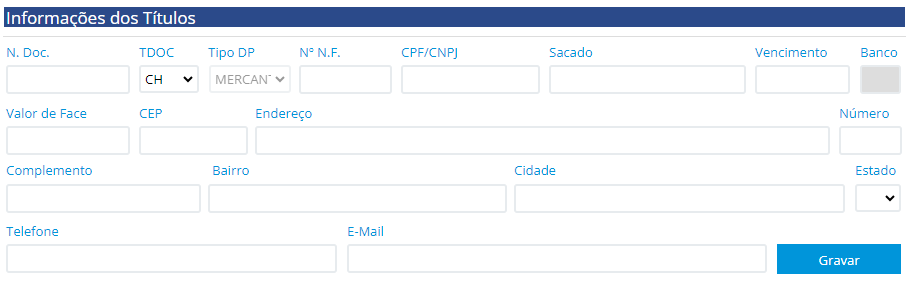 Informações dos Títulos
N. Doc. TDOC Tipo DP Nº N.F. CPF/CNPJ Sacado Vencimento Banco
CH MERCANT
Valor de Face CEP Endereço Número
Complemento Bairro Cidade Estado
Telefone E-Mail
Gravar